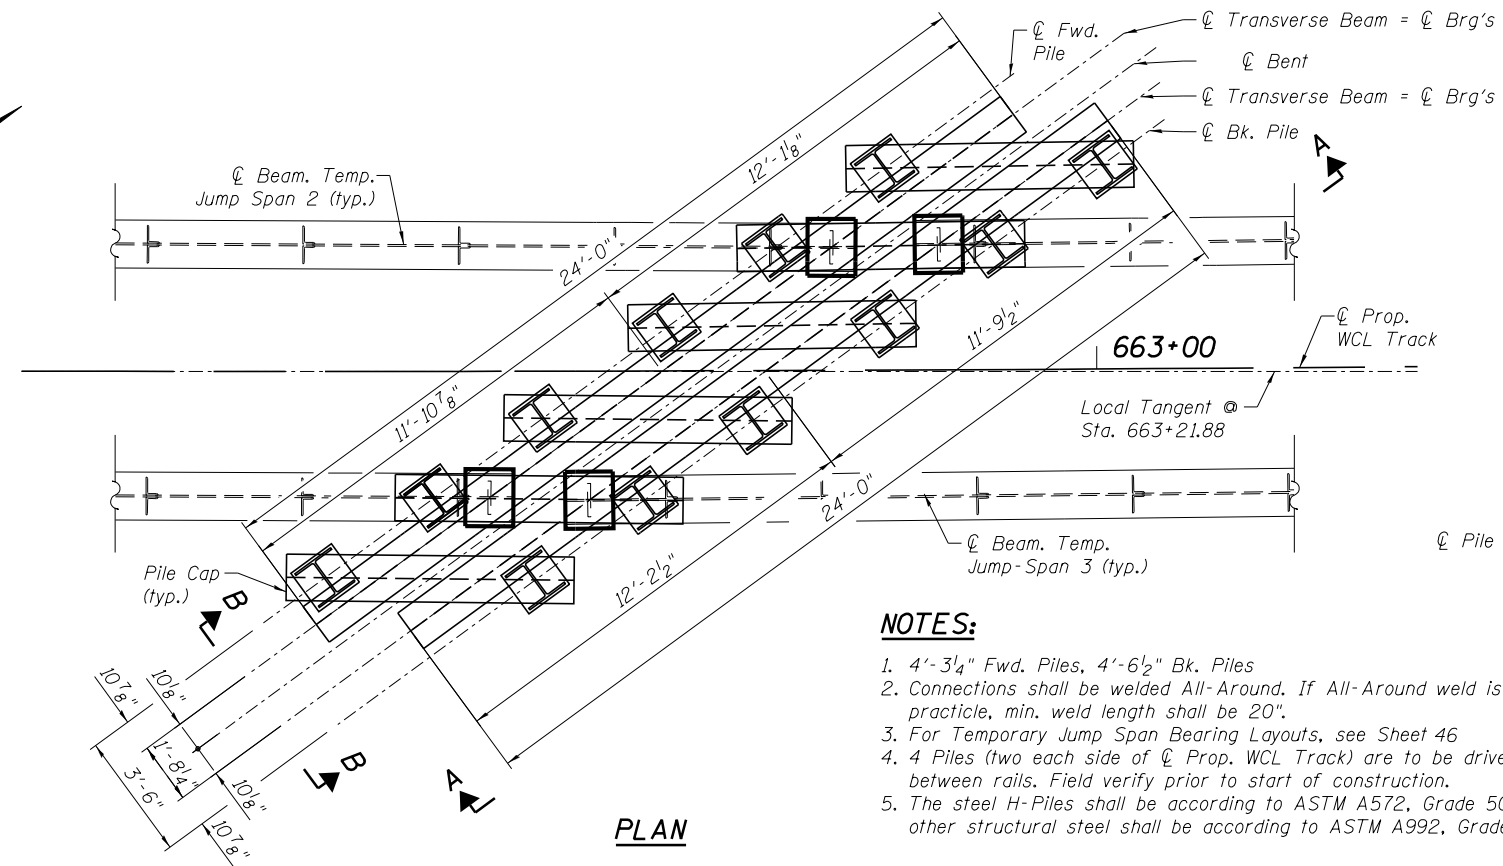 ℄ Fwd.
Pile
℄ Transverse Beam = ℄ Brg's
℄ Bent
℄ Transverse Beam = ℄ Brg's
℄ Bk. Pile
A
℄ Beam. Temp.
Jump Span 2 (typ.)
12'-1⅛"
24'-0"
11'-9½"
663+00
℄ Prop.
WCL Track
Local Tangent @
Sta. 663+21.88
11'-10⅞"
24'-0"
℄ Beam. Temp.
Jump-Span 3 (typ.)
℄ Pile
12'-2½"
Pile Cap
(typ.)
B
10⅞"
10⅛"
1'-8¼"
3'-6"
10⅛"
10⅞"
B
A
PLAN
NOTES:
1. 4'-3¼" Fwd. Piles, 4'-6½" Bk. Piles
2. Connections shall be welded All-Around. If All-Around weld is
practicle, min. weld length shall be 20".
3. For Temporary Jump Span Bearing Layouts, see Sheet 46
4. 4 Piles (two each side of ℄ Prop. WCL Track) are to be drive
between rails. Field verify prior to start of construction.
5. The steel H-Piles shall be according to ASTM A572, Grade 50
other structural steel shall be according to ASTM A992, Grade